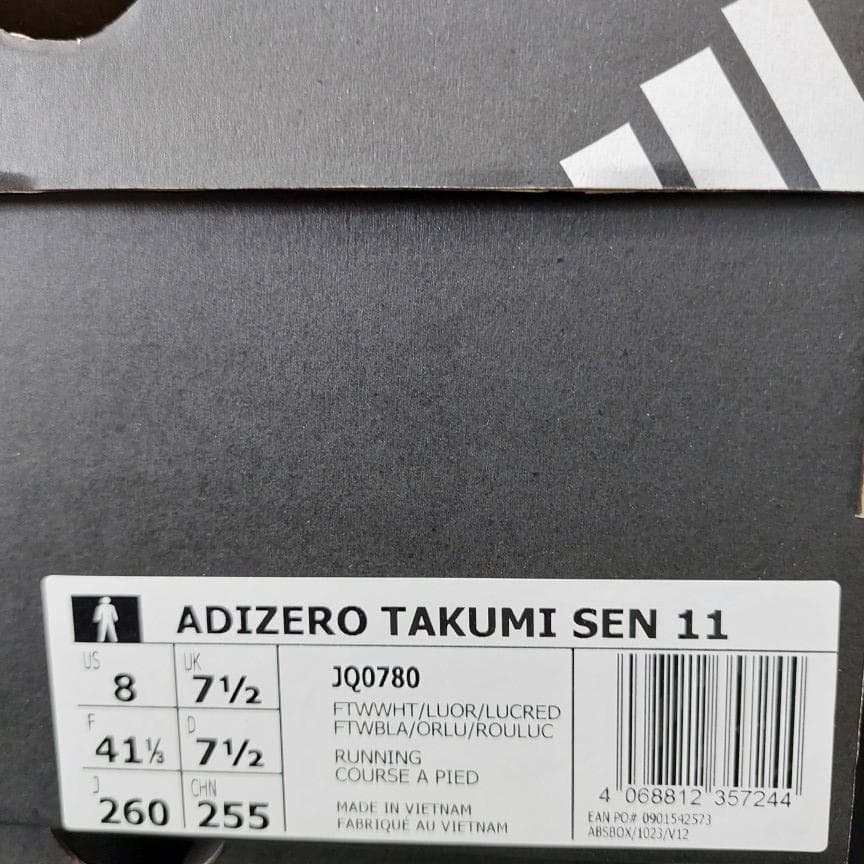 ADIZERO TAKUMI SEN 11
US 8 UK 7½
F 41⅓ D 7½
J 260 CHN 255
JQ0780
FTWWHT/LUOR/LUCRED
FTWBLA/ORLU/ROULUC
RUNNING
COURSE A PIED
MADE IN VIETNAM
FABRIQUÉ AU VIETNAM
4 068812 357244
EAN PO# 0901542573
ABSBOX/1023/V12